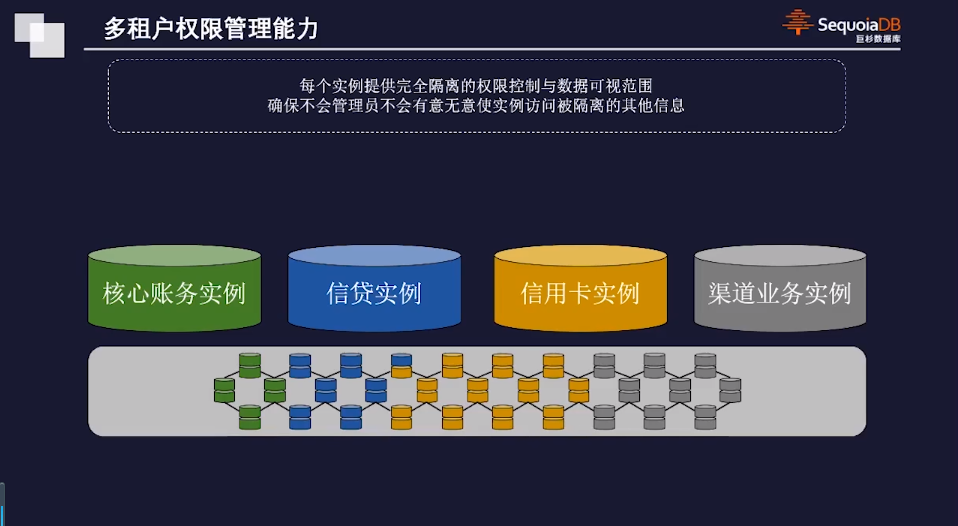 多租户权限管理能力
SequoiaDB
巨杉数据库
每个实例提供完全隔离的权限控制与数据可视范围
确保不会管理员不会有意无意使实例访问被隔离的其他信息
核心账务实例
信贷实例
信用卡实例
渠道业务实例